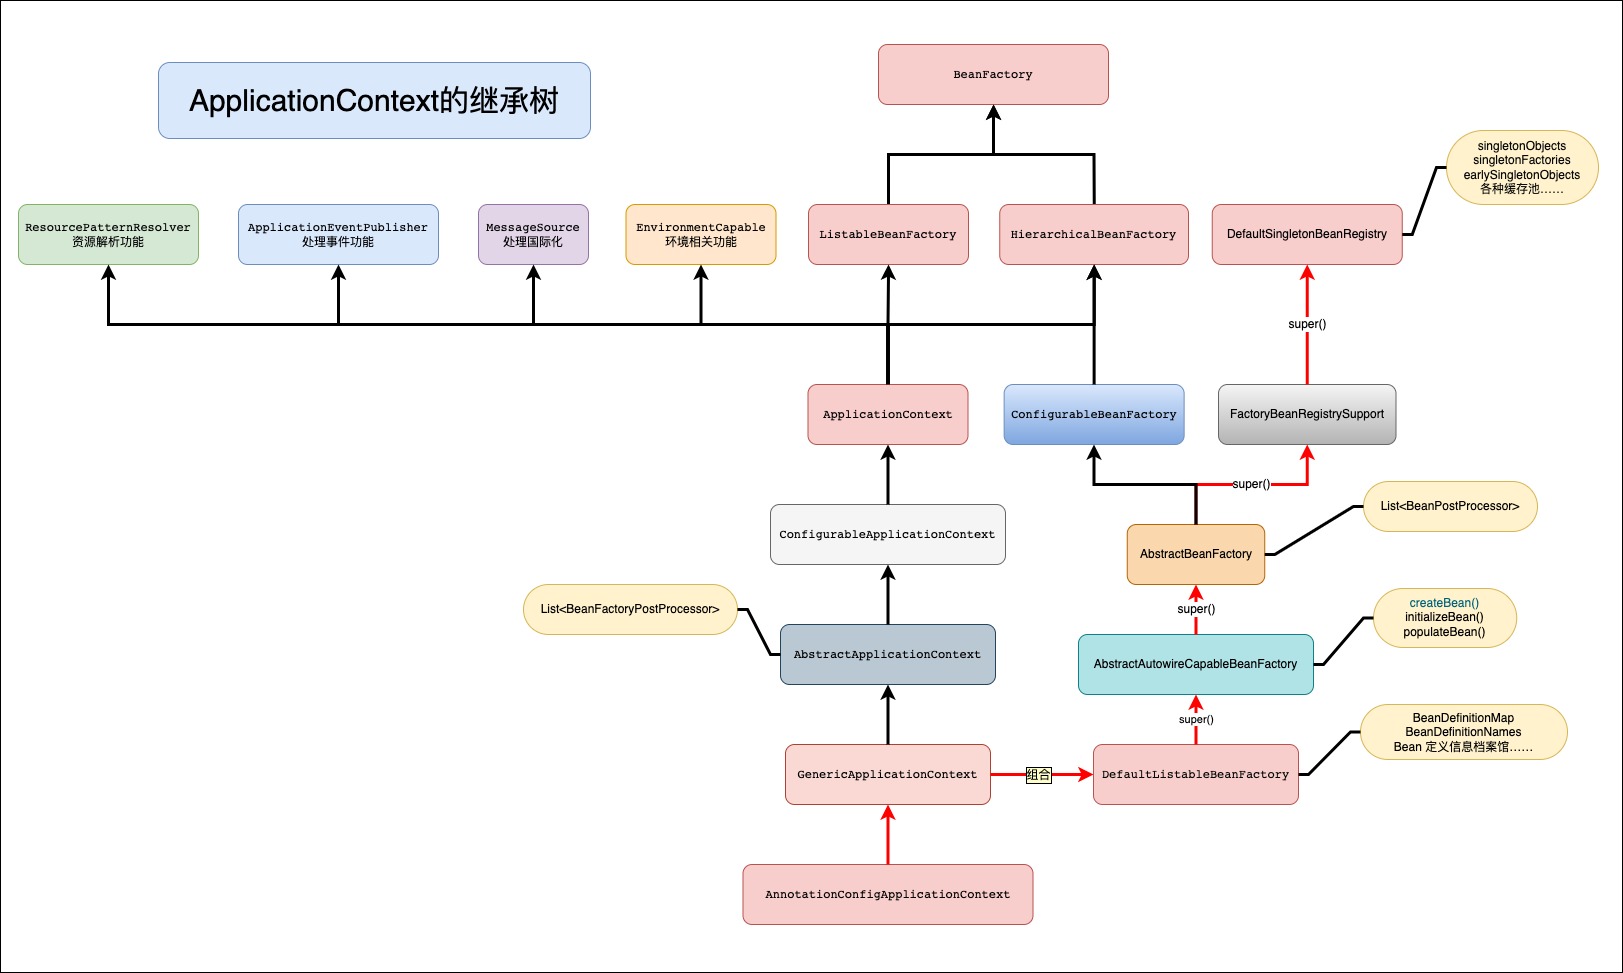 BeanFactory
ApplicationContext的继承树
singletonObjects
singletonFactories
earlySingletonObjects
各种缓存池......
ResourcePatternResolver
资源解析功能
ApplicationEventPublisher
处理事件功能
MessageSource
处理国际化
EnvironmentCapable
环境相关功能
ListableBeanFactory
HierarchicalBeanFactory
DefaultSingletonBeanRegistry
super()
ApplicationContext
ConfigurableBeanFactory
FactoryBeanRegistrySupport
super()
List<BeanPostProcessor>
ConfigurableApplicationContext
AbstractBeanFactory
List<BeanFactoryPostProcessor>
super()
createBean()
initializeBean()
populateBean()
AbstractApplicationContext
AbstractAutowireCapableBeanFactory
super()
BeanDefinitionMap
BeanDefinitionNames
Bean 定义信息档案馆......
GenericApplicationContext
组合
DefaultListableBeanFactory
AnnotationConfigApplicationContext